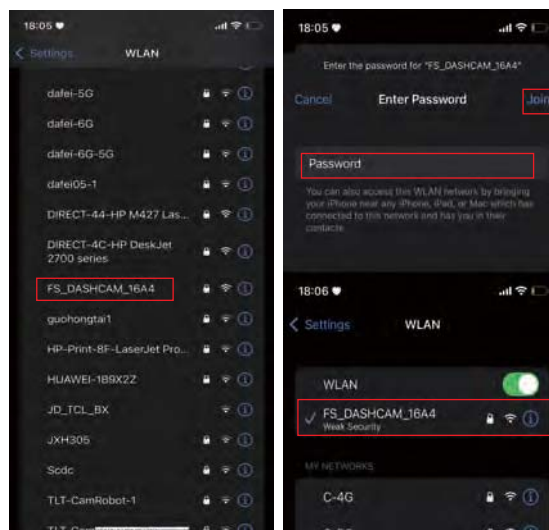 18:05
Settings
WLAN
dafei-5G
dafei-6G
dafei-6G-5G
dafei05-1
DIRECT-44-HP M427 Las...
DIRECT-4C-HP DeskJet
2700 series
FS_DASHCAM_16A4
guohongtai1
HP-Print-8F-LaserJet Pro...
HUAWEI-1B9X2Z
JD_TCL_BX
JXH305
Scdc
TLT-CamRobot-1
18:05
Enter the password for "FS_DASHCAM_16A4"
Cancel
Enter Password
Join
Password
You can also access this WLAN network by bringing
your iPhone near any iPhone, iPad, or Mac which has
connected to this network and has you in their
contacts.
18:06
Settings
WLAN
WLAN
FS_DASHCAM_16A4
Weak Security
MY NETWORKS
C-4G